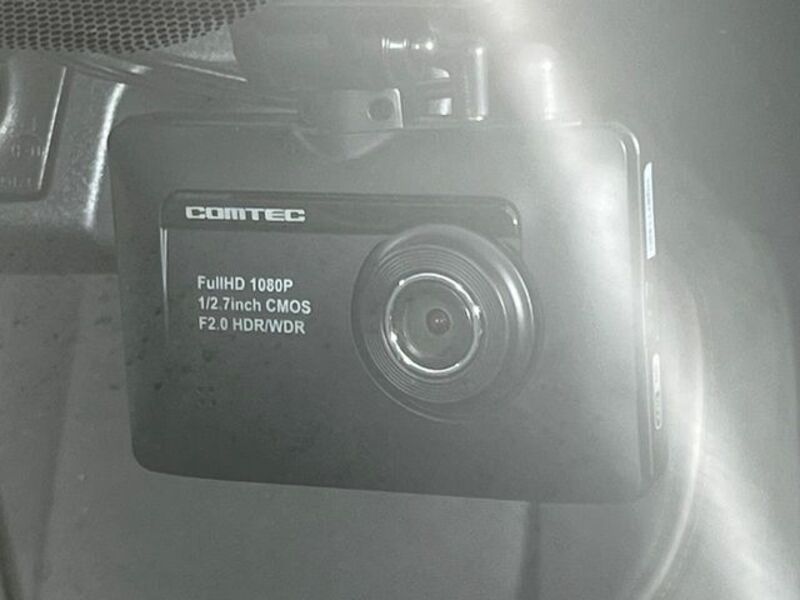 COMTEC
FullHD 1080P
1/2.7inch CMOS
F2.0 HDR/WDR